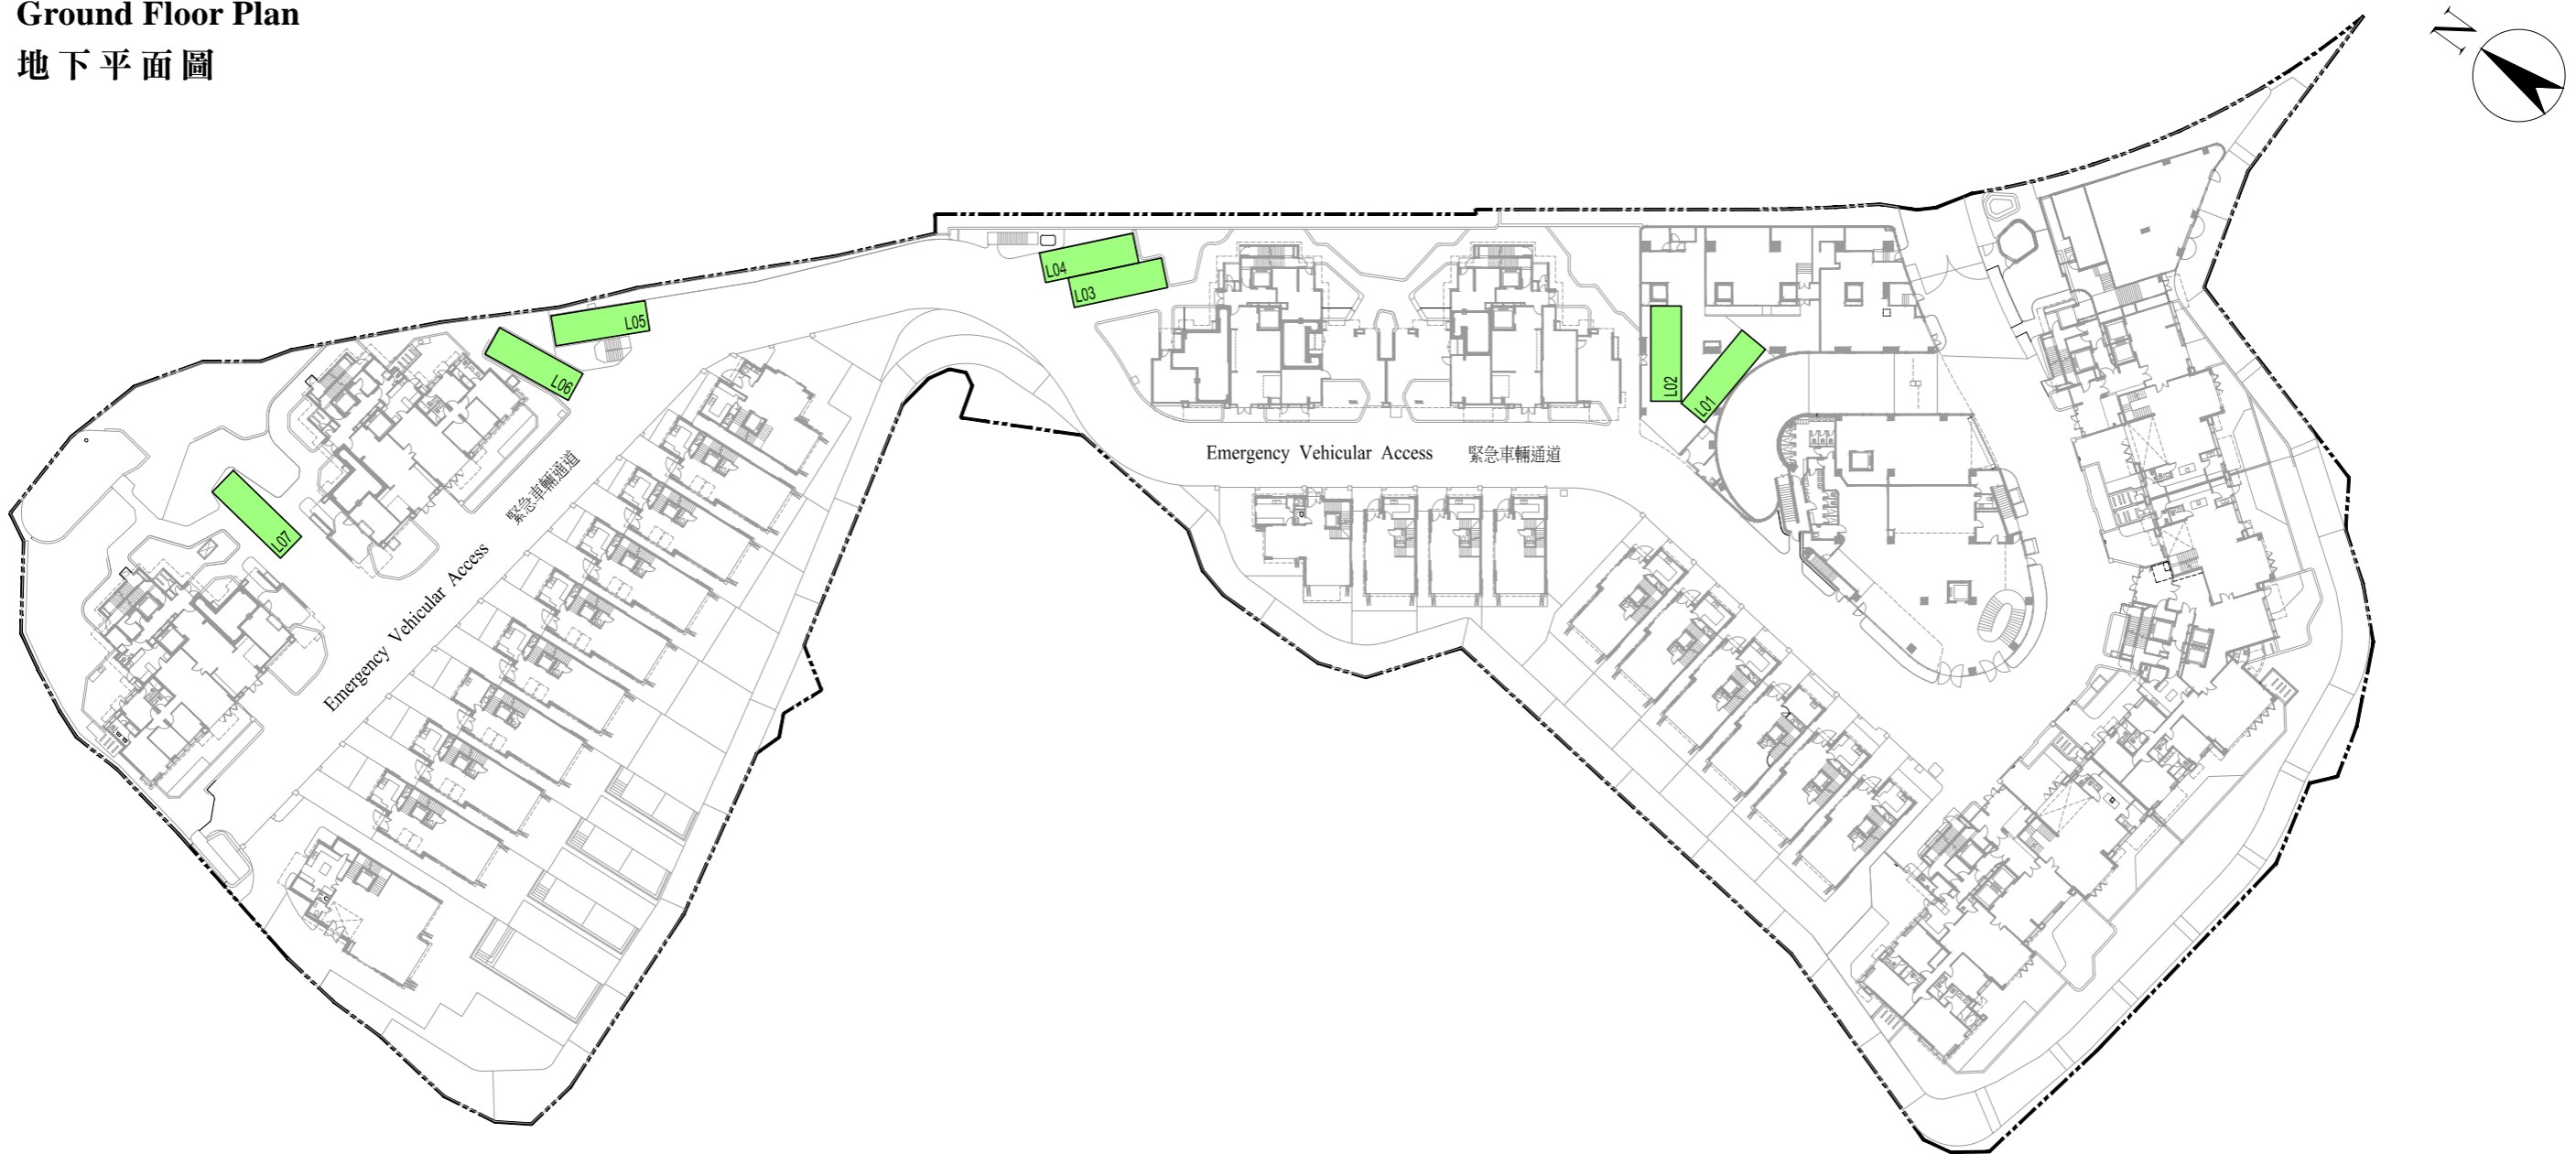 Ground Floor Plan
地下平面圖
N
L04
L03
L05
L06
L02
L01
L07
Emergency Vehicular Access 緊急車輛通道
Emergency Vehicular Access 緊急車輛通道